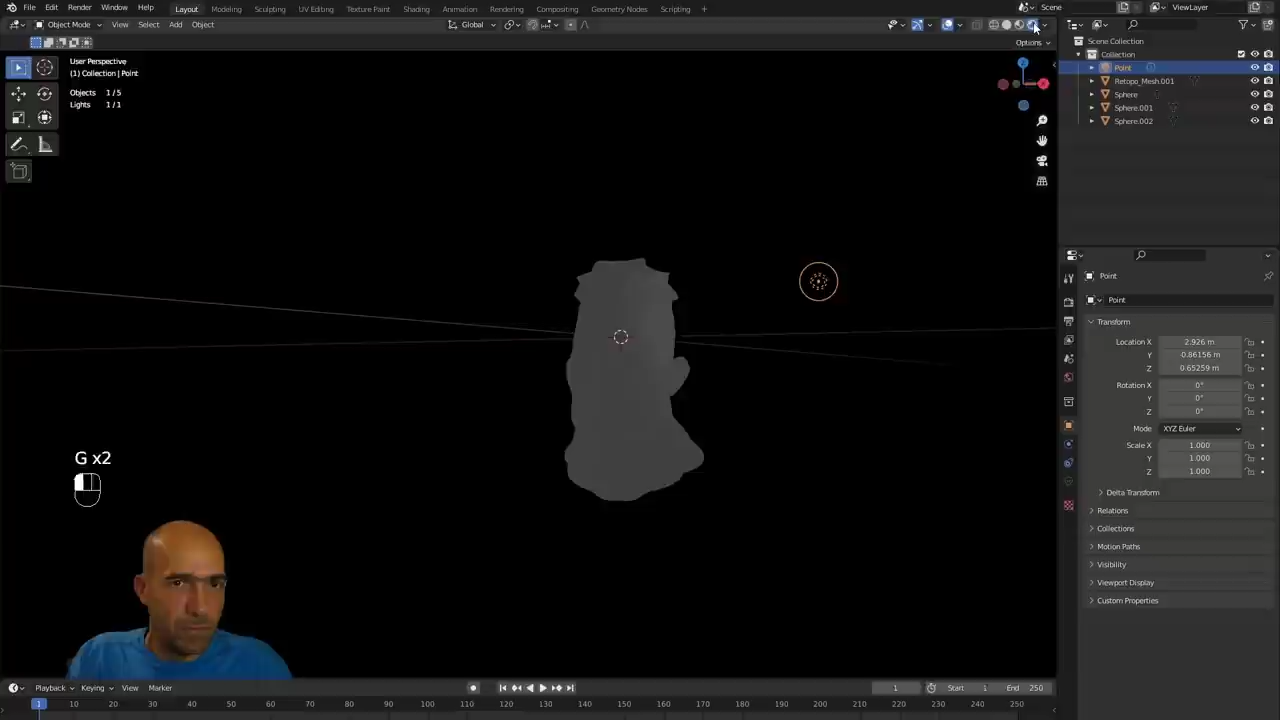 File Edit Render Window Help Layout Modeling Sculpting UV Editing Texture Paint Shading Animation Rendering Compositing Geometry Nodes Scripting + Scene ViewLayer
Object Mode View Select Add Object Global
Options
User Perspective
(1) Collection | Point
Objects 1/5
Lights 1/1
Scene Collection
Collection
Point
Retopo_Mesh.001
Sphere
Sphere.001
Sphere.002
Point
Point
Transform
Location X 2.926 m
Y -0.86156 m
Z 0.65259 m
Rotation X 0°
Y 0°
Z 0°
Mode XYZ Euler
Scale X 1.000
Y 1.000
Z 1.000
Delta Transform
Relations
Collections
Motion Paths
Visibility
Viewport Display
Custom Properties
G x2
Playback Keying View Marker 1 Start 1 End 250
1 10 20 30 40 50 60 70 80 90 100 110 120 130 140 150 160 170 180 190 200 210 220 230 240 250